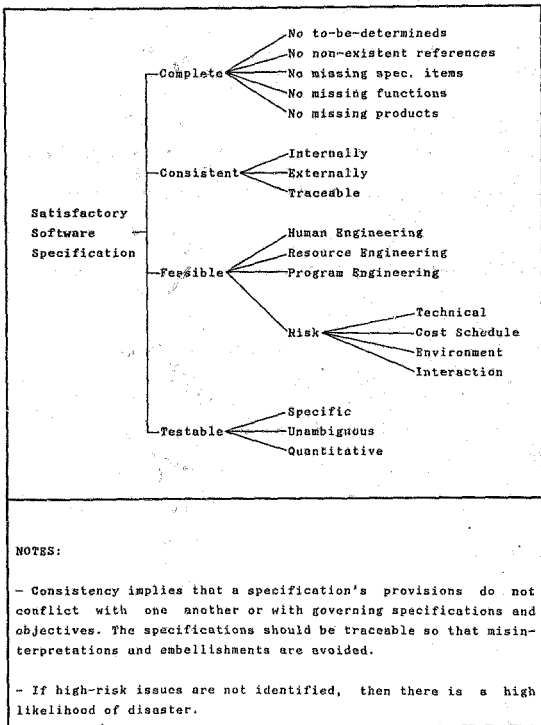 No to-be-determineds
No non-existent references
Complete
No missing spec. items
No missing functions
No missing products
Internally
Consistent
Externally
Traceable
Satisfactory
Software
Specification
Human Engineering
Resource Engineering
Feasible
Program Engineering
Technical
Risk
Cost Schedule
Environment
Interaction
Specific
Testable
Unambiguous
Quantitative
NOTES:
- Consistency implies that a specification's provisions do not
conflict with one another or with governing specifications and
objectives. The specifications should be traceable so that misin-
terpretations and embellishments are avoided.
- If high-risk issues are not identified, then there is a high
likelihood of disaster.